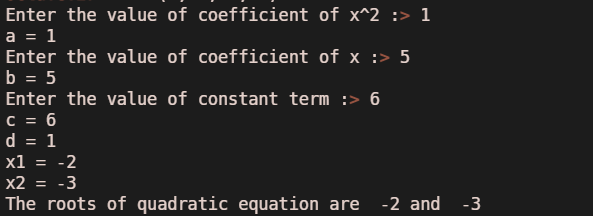 Enter the value of coefficient of x^2 :> 1
a = 1
Enter the value of coefficient of x :> 5
b = 5
Enter the value of constant term :> 6
c = 6
d = 1
x1 = -2
x2 = -3
The roots of quadratic equation are  -2 and  -3